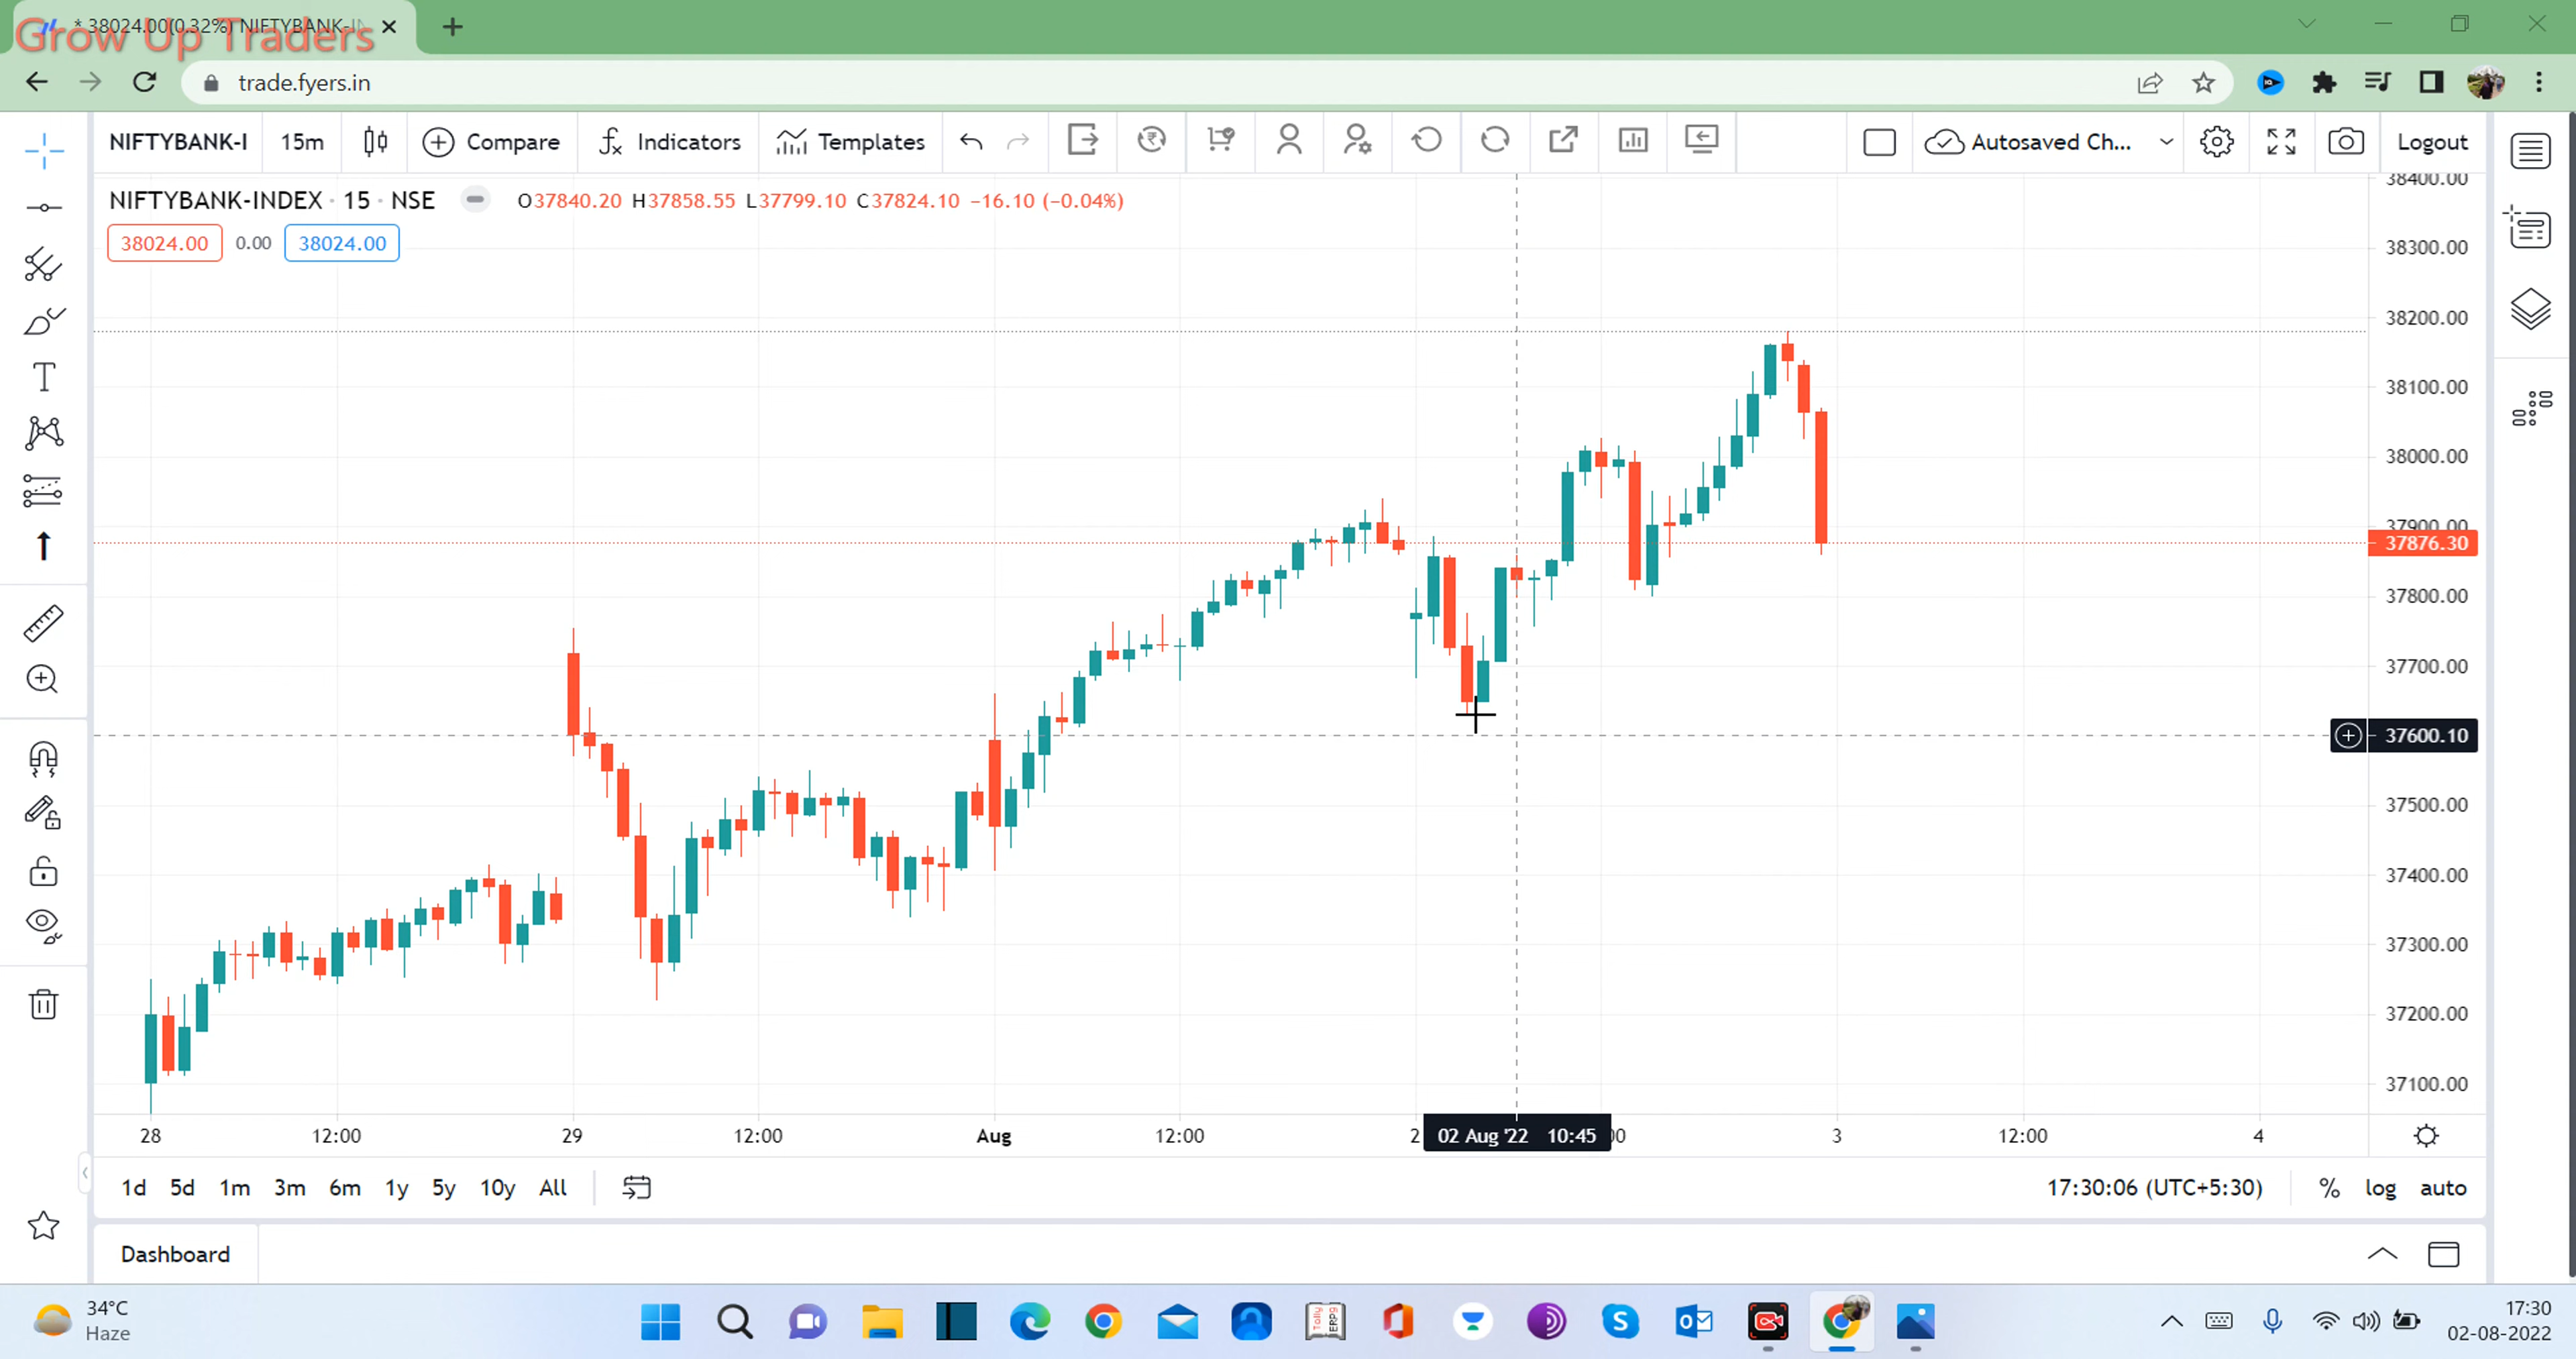 * 38024.00(0.32%) NIFTYBANK-IN
Grow Up Traders
trade.fyers.in
NIFTYBANK-I 15m Compare Indicators Templates Autosaved Ch... Logout
NIFTYBANK-INDEX · 15 · NSE O37840.20 H37858.55 L37799.10 C37824.10 −16.10 (−0.04%)
38024.00 0.00 38024.00
38400.00
38300.00
38200.00
38100.00
38000.00
37900.00
37876.30
37800.00
37700.00
37600.10
37500.00
37400.00
37300.00
37200.00
37100.00
28 12:00 29 12:00 Aug 12:00 2 02 Aug '22 10:45 00 3 12:00 4
1d 5d 1m 3m 6m 1y 5y 10y All 17:30:06 (UTC+5:30) % log auto
Dashboard
34°C
Haze
17:30
02-08-2022